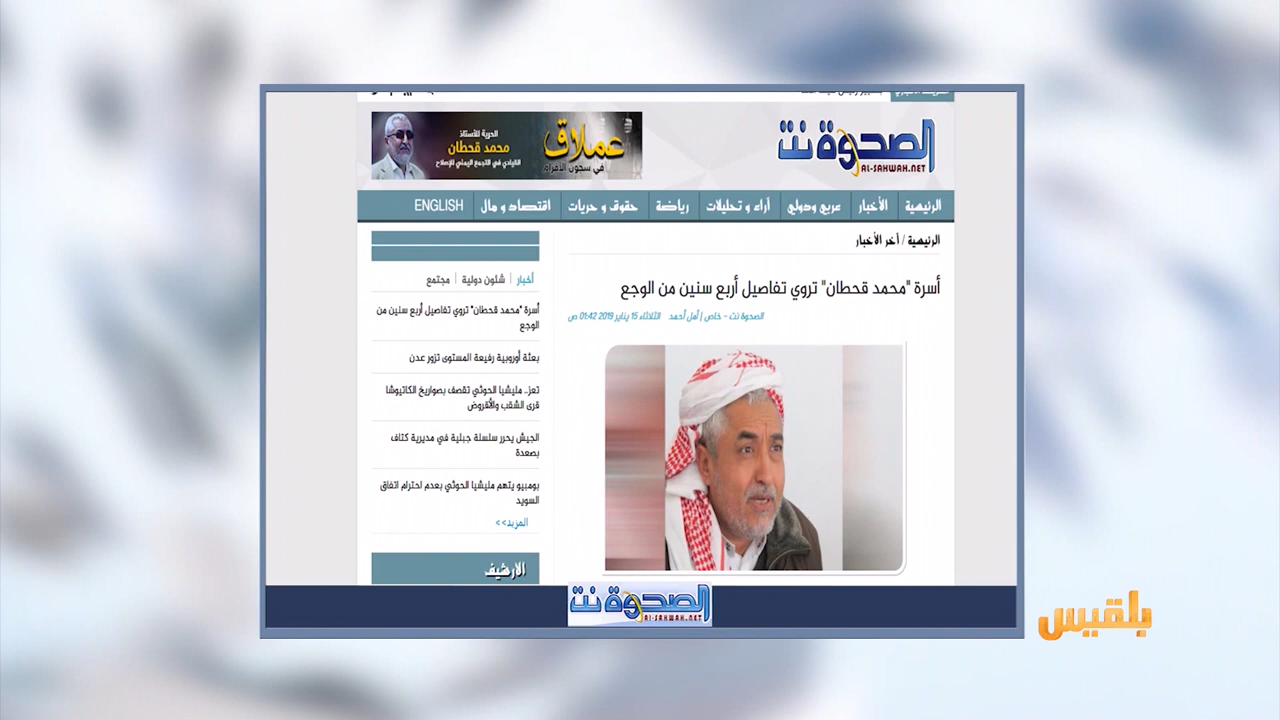 عملاق
في سجون الأفراد
الحرية للأستاذ
محمد قحطان
القيادي في التجمع اليمني للإصلاح
الصحوة نت
AL-SAHWAH.NET
الرئيسية
الأخبار
عربي ودولي
آراء و تحليلات
رياضة
حقوق و حريات
اقتصاد و مال
ENGLISH
الرئيسية / آخر الأخبار
أسرة "محمد قحطان" تروي تفاصيل أربع سنين من الوجع
الصحوة نت - خاص | أمل أحمد الثلاثاء 15 يناير 2019 01:42 ص
أخبار | شئون دولية | مجتمع
أسرة "محمد قحطان" تروي تفاصيل أربع سنين من
الوجع
بعثة أوروبية رفيعة المستوى تزور عدن
تعز.. مليشيا الحوثي تقصف بصواريخ الكاتيوشا
قرى الشقب والأقروض
الجيش يحرر سلسلة جبلية في مديرية كتاف
بصعدة
بومبيو يتهم مليشيا الحوثي بعدم احترام اتفاق
السويد
المزيد>>
الارشيف
الصحوة نت
AL-SAHWAH.NET
بلقيس